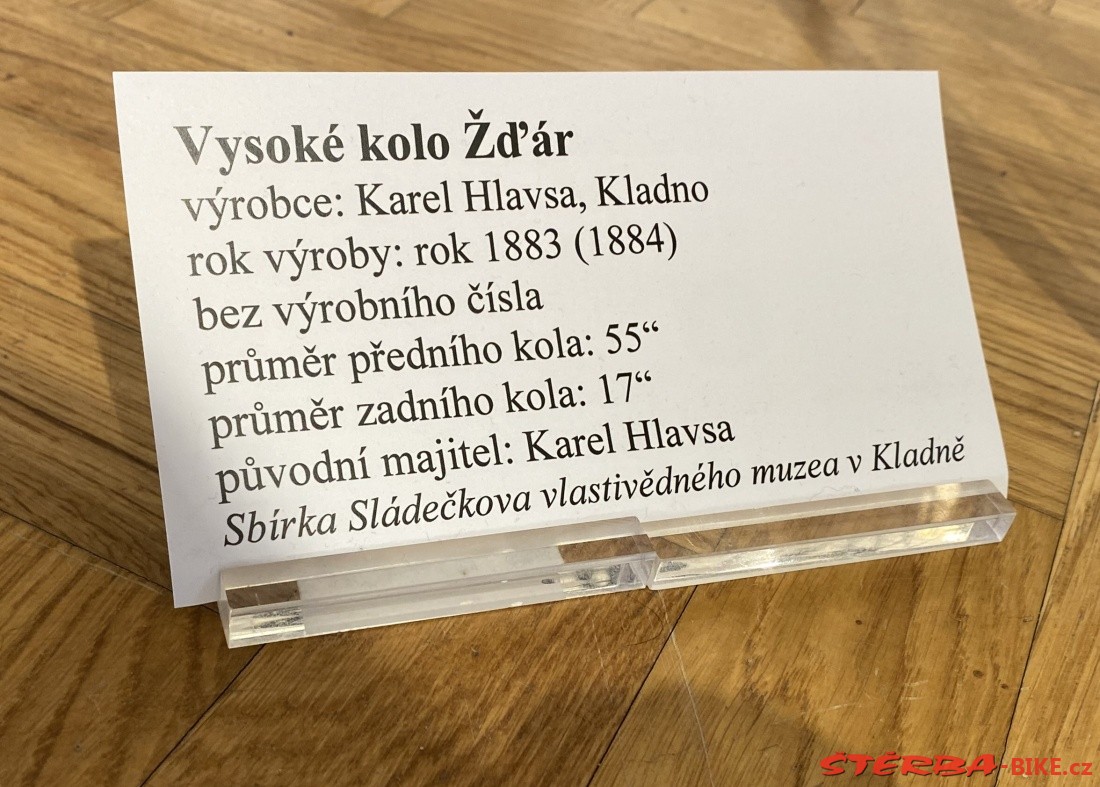 Vysoké kolo Žďár
výrobce: Karel Hlavsa, Kladno
rok výroby: rok 1883 (1884)
bez výrobního čísla
průměr předního kola: 55“
průměr zadního kola: 17“
původní majitel: Karel Hlavsa
Sbírka Sládečkova vlastivědného muzea v Kladně
ŠTERBA-BIKE.cz